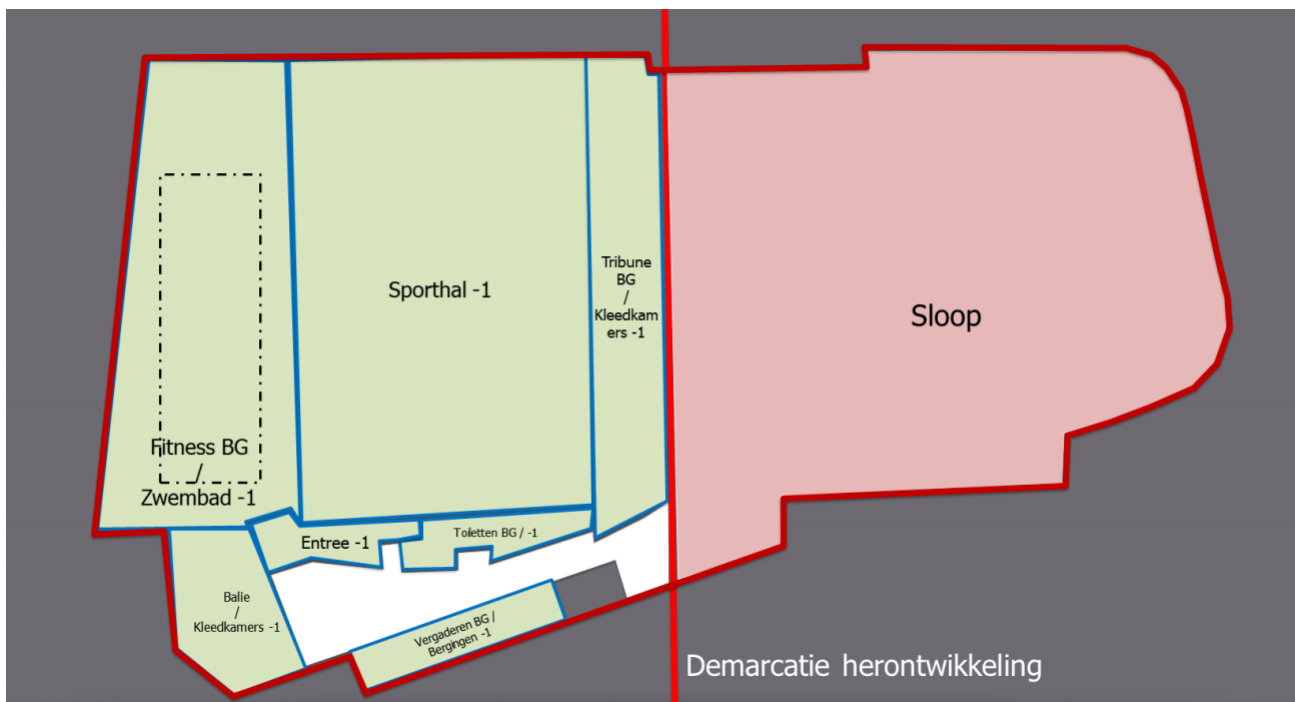 Fitness BG
/
Zwembad -1
Sporthal -1
Tribune
BG
/
Kleedkam
ers -1
Sloop
Entree -1
Toiletten BG / -1
Balie
/
Kleedkamers -1
Vergaderen BG /
Bergingen -1
Demarcatie herontwikkeling